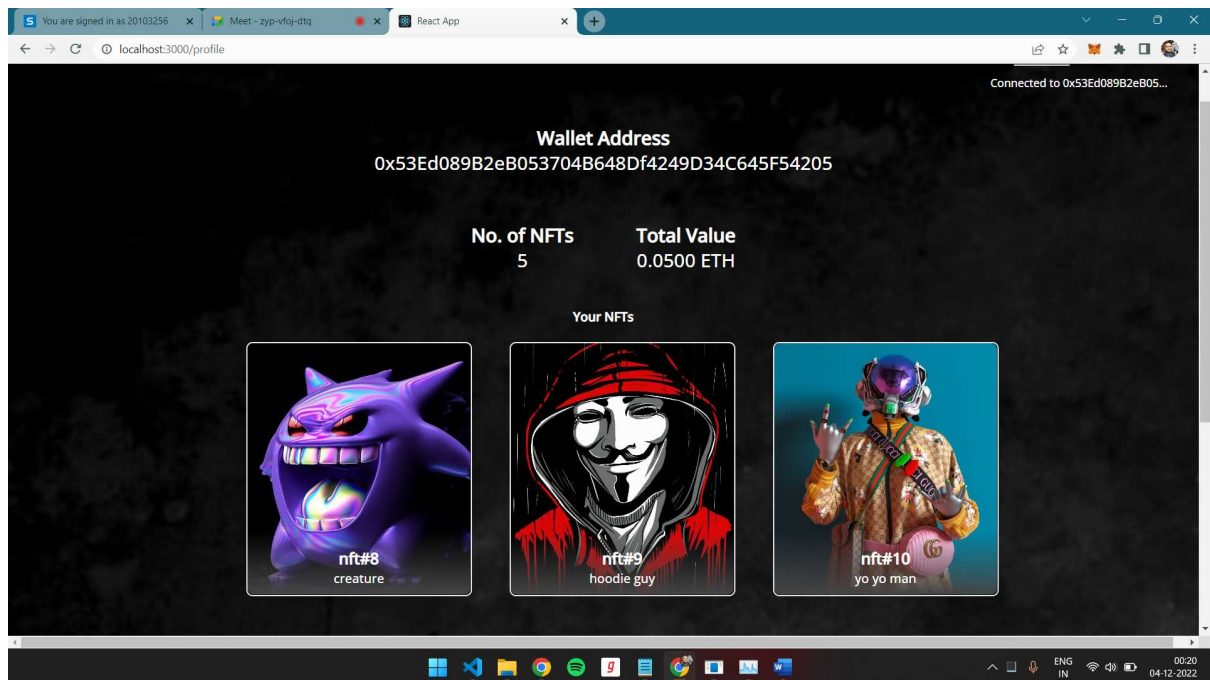 You are signed in as 20103256
Meet - zyp-vfoj-dtq
React App
localhost:3000/profile
Connected to 0x53Ed089B2eB05...
Wallet Address
0x53Ed089B2eB053704B648Df4249D34C645F54205
No. of NFTs
Total Value
5
0.0500 ETH
Your NFTs
nft#8
creature
nft#9
hoodie guy
nft#10
yo yo man
ENG
IN
00:20
04-12-2022